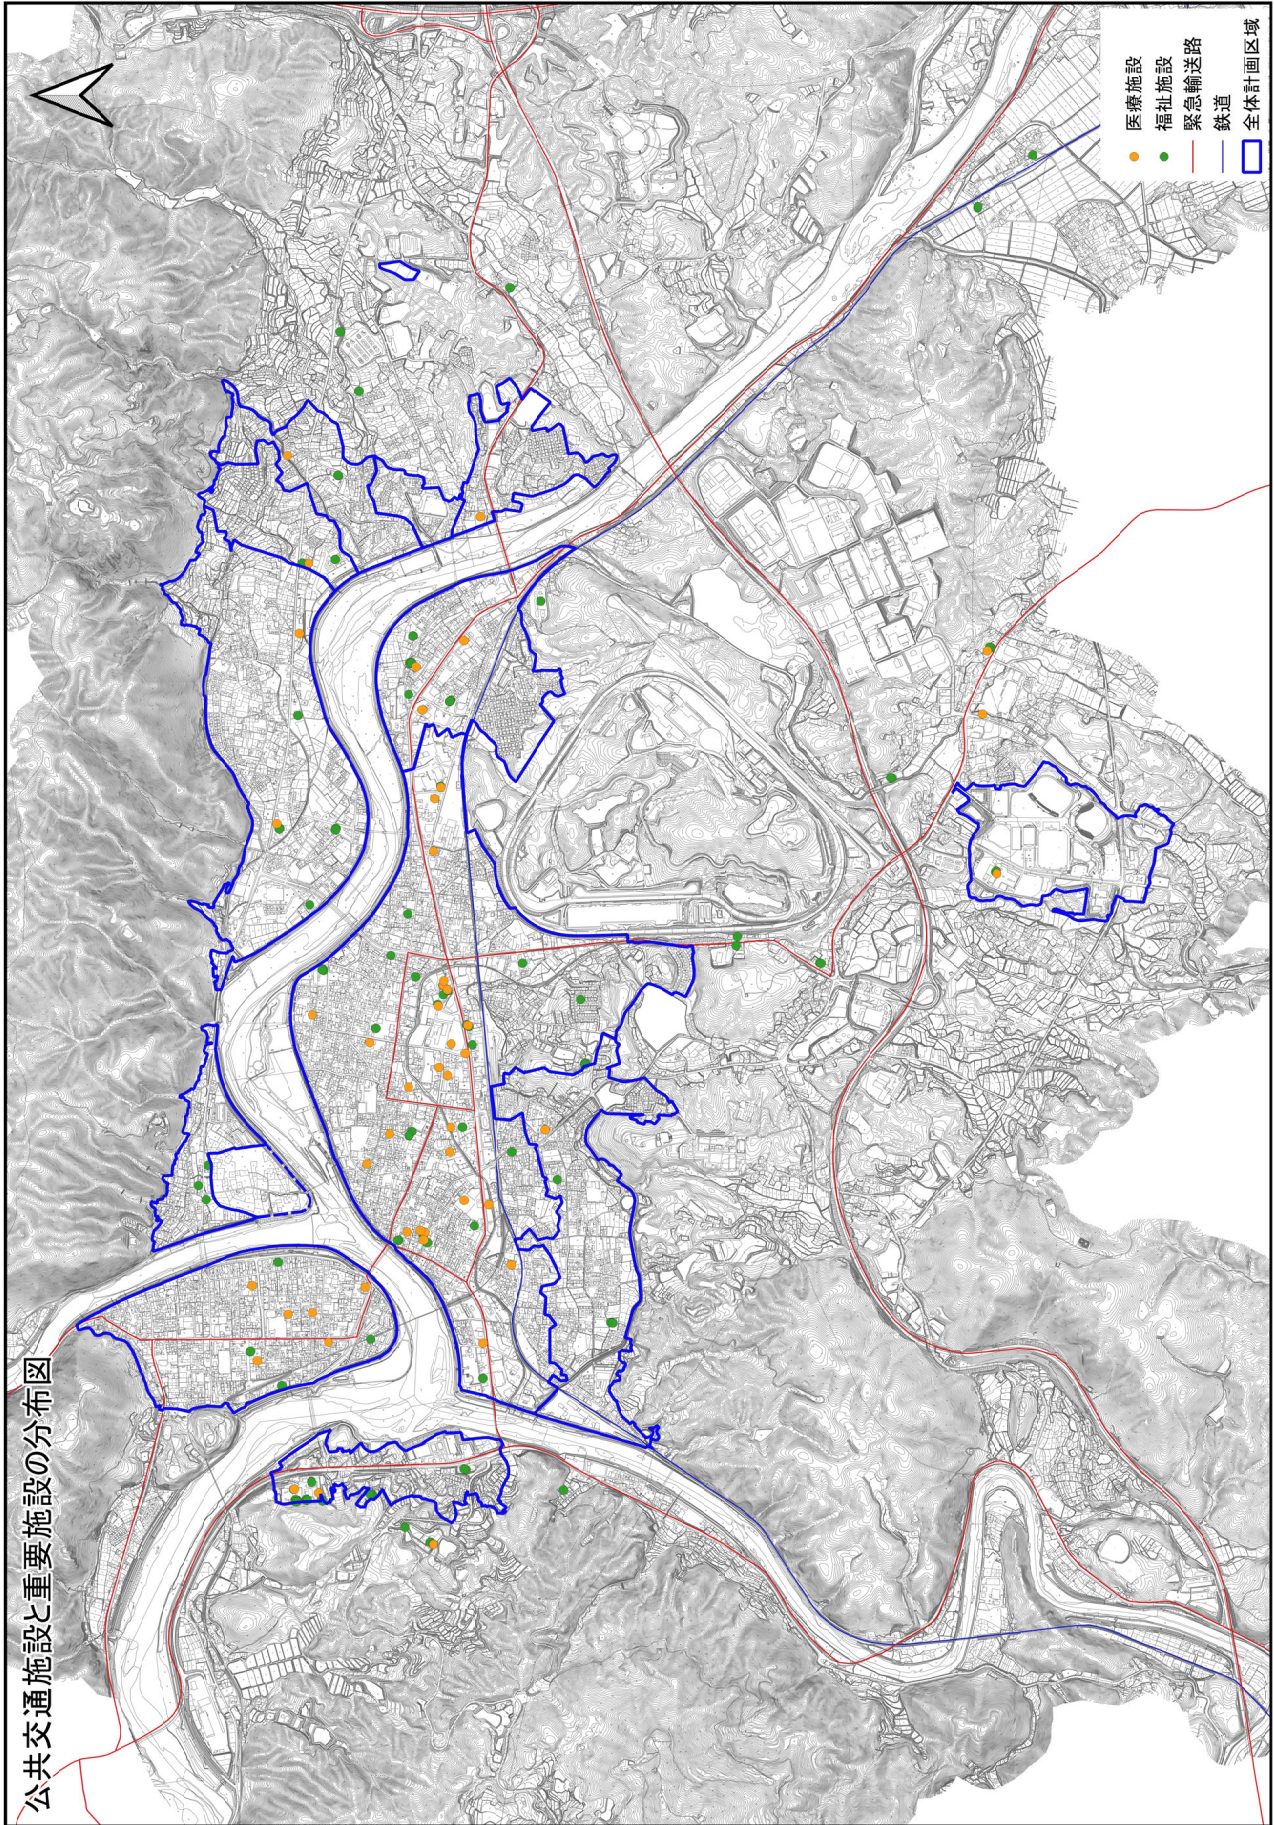 公共交通施設と重要施設の分布図
医療施設
福祉施設
緊急輸送路
鉄道
全体計画区域